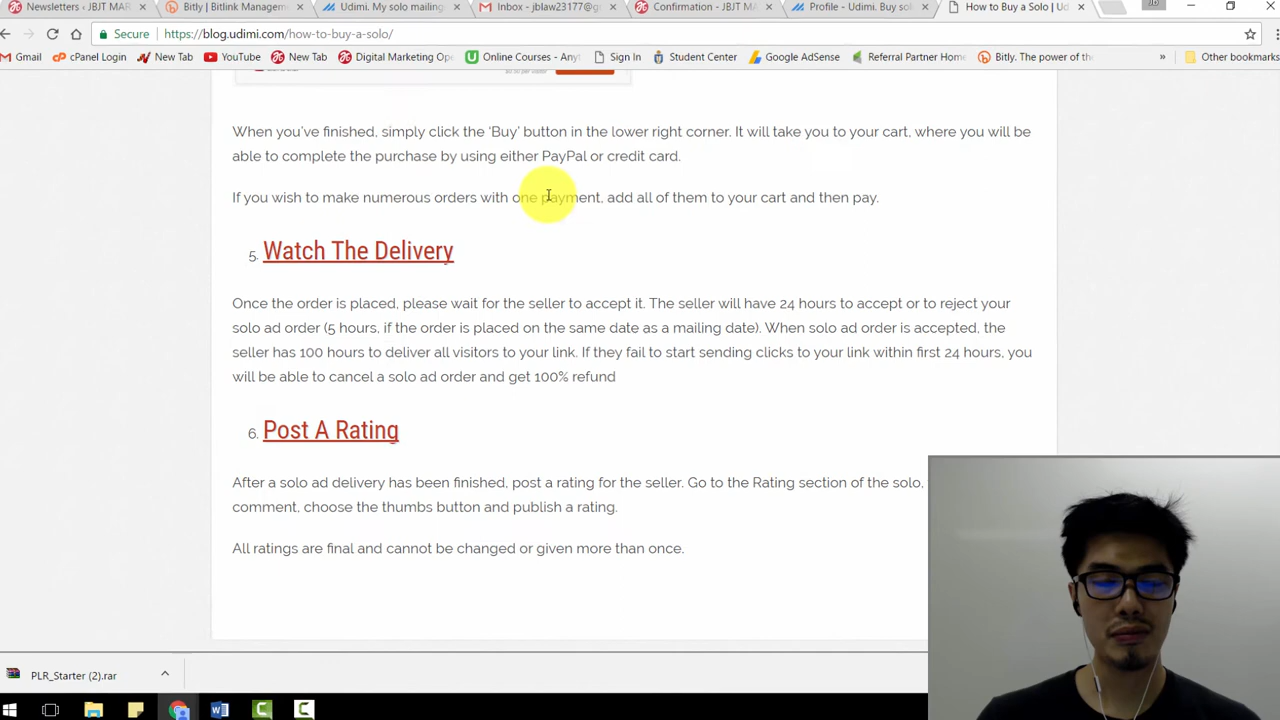 Newsletters ‹ JBJT MAR
Bitly | Bitlink Managem
Udimi. My solo mailing
Inbox - jblaw23177@g
Confirmation - JBJT M
Profile - Udimi. Buy so
How to Buy a Solo | Ud
Secure
https://blog.udimi.com/how-to-buy-a-solo/
Gmail
cPanel Login
New Tab
YouTube
New Tab
Digital Marketing Op
Online Courses - Any
Sign In
Student Center
Google AdSense
Referral Partner Home
Bitly. The power of the
»
Other bookmarks
When you've finished, simply click the ‘Buy’ button in the lower right corner. It will take you to your cart, where you will be
able to complete the purchase by using either PayPal or credit card.
If you wish to make numerous orders with one payment, add all of them to your cart and then pay.
5. Watch The Delivery
Once the order is placed, please wait for the seller to accept it. The seller will have 24 hours to accept or to reject your
solo ad order (5 hours, if the order is placed on the same date as a mailing date). When solo ad order is accepted, the
seller has 100 hours to deliver all visitors to your link. If they fail to start sending clicks to your link within first 24 hours, you
will be able to cancel a solo ad order and get 100% refund
6. Post A Rating
After a solo ad delivery has been finished, post a rating for the seller. Go to the Rating section of the solo,
comment, choose the thumbs button and publish a rating.
All ratings are final and cannot be changed or given more than once.
PLR_Starter (2).rar